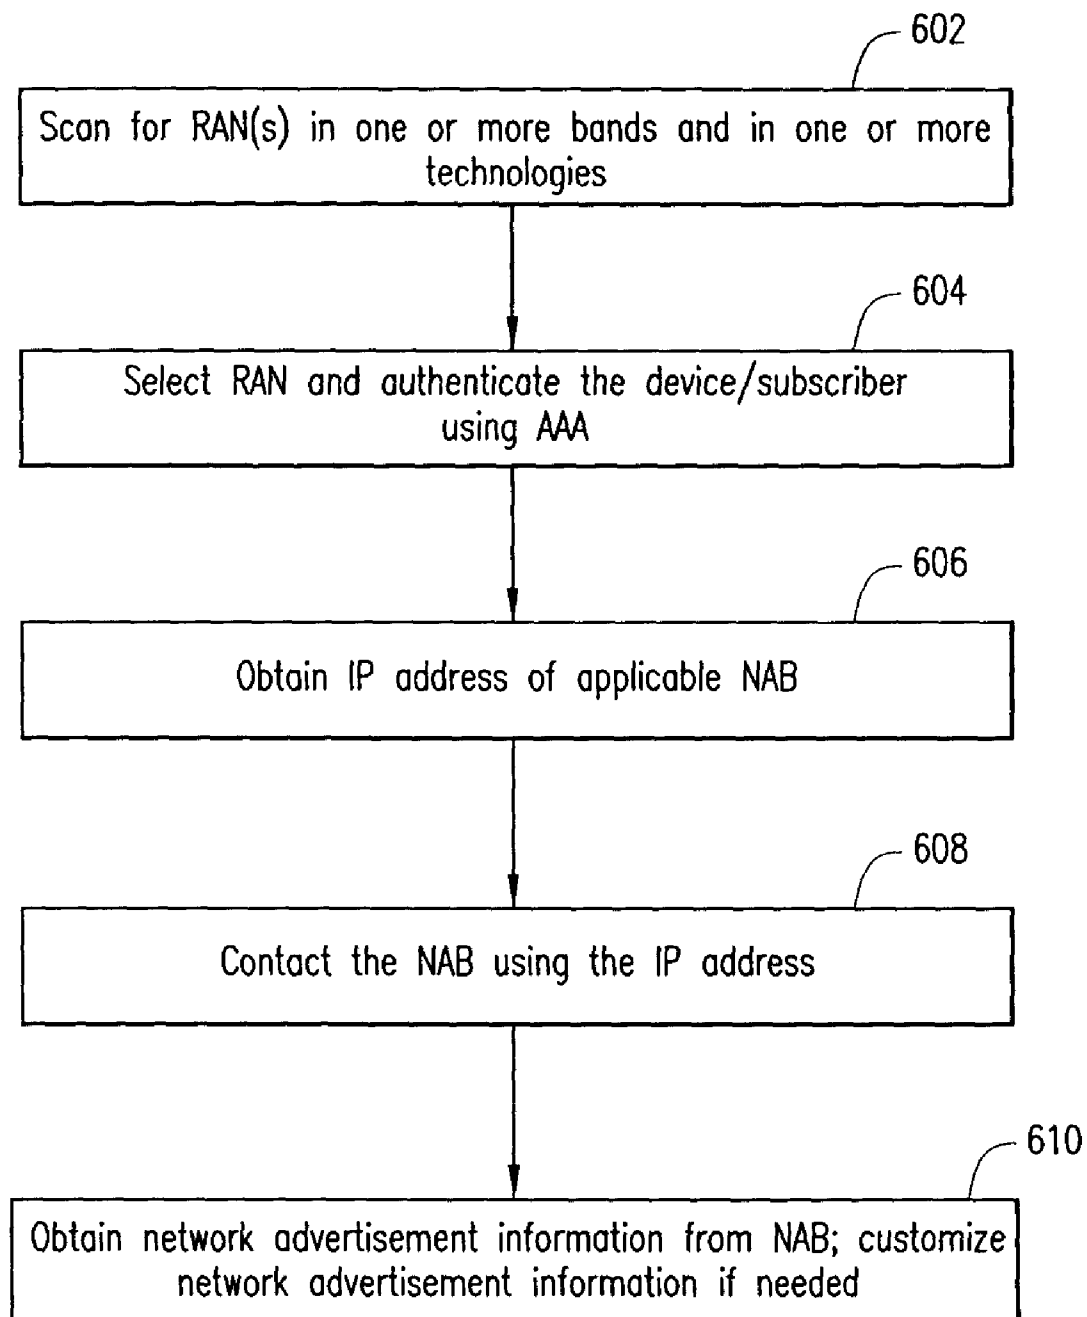 602
Scan for RAN(s) in one or more bands and in one or more
technologies
604
Select RAN and authenticate the device/subscriber
using AAA
606
Obtain IP address of applicable NAB
608
Contact the NAB using the IP address
610
Obtain network advertisement information from NAB; customize
network advertisement information if needed